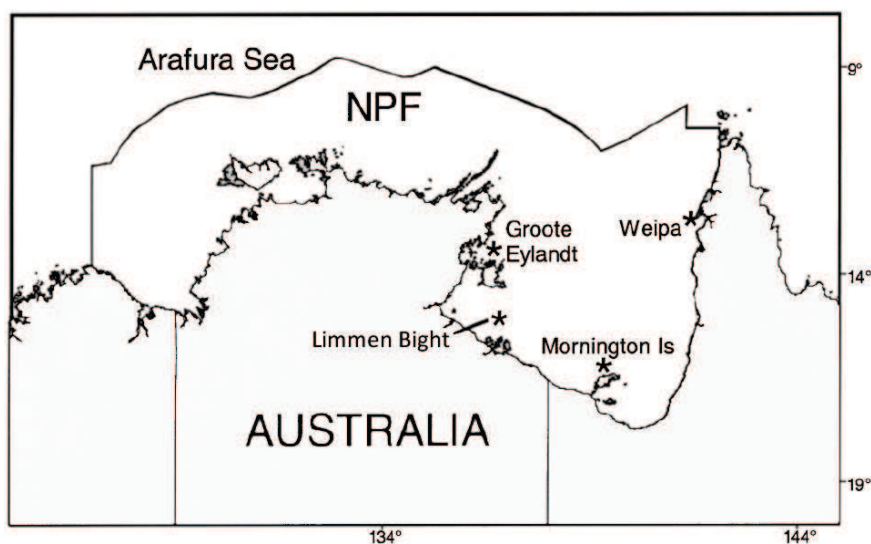 Arafura Sea
9°
NPF
Groote
Eylandt
Weipa
14°
Limmen Bight
Mornington Is
AUSTRALIA
19°
134°
144°